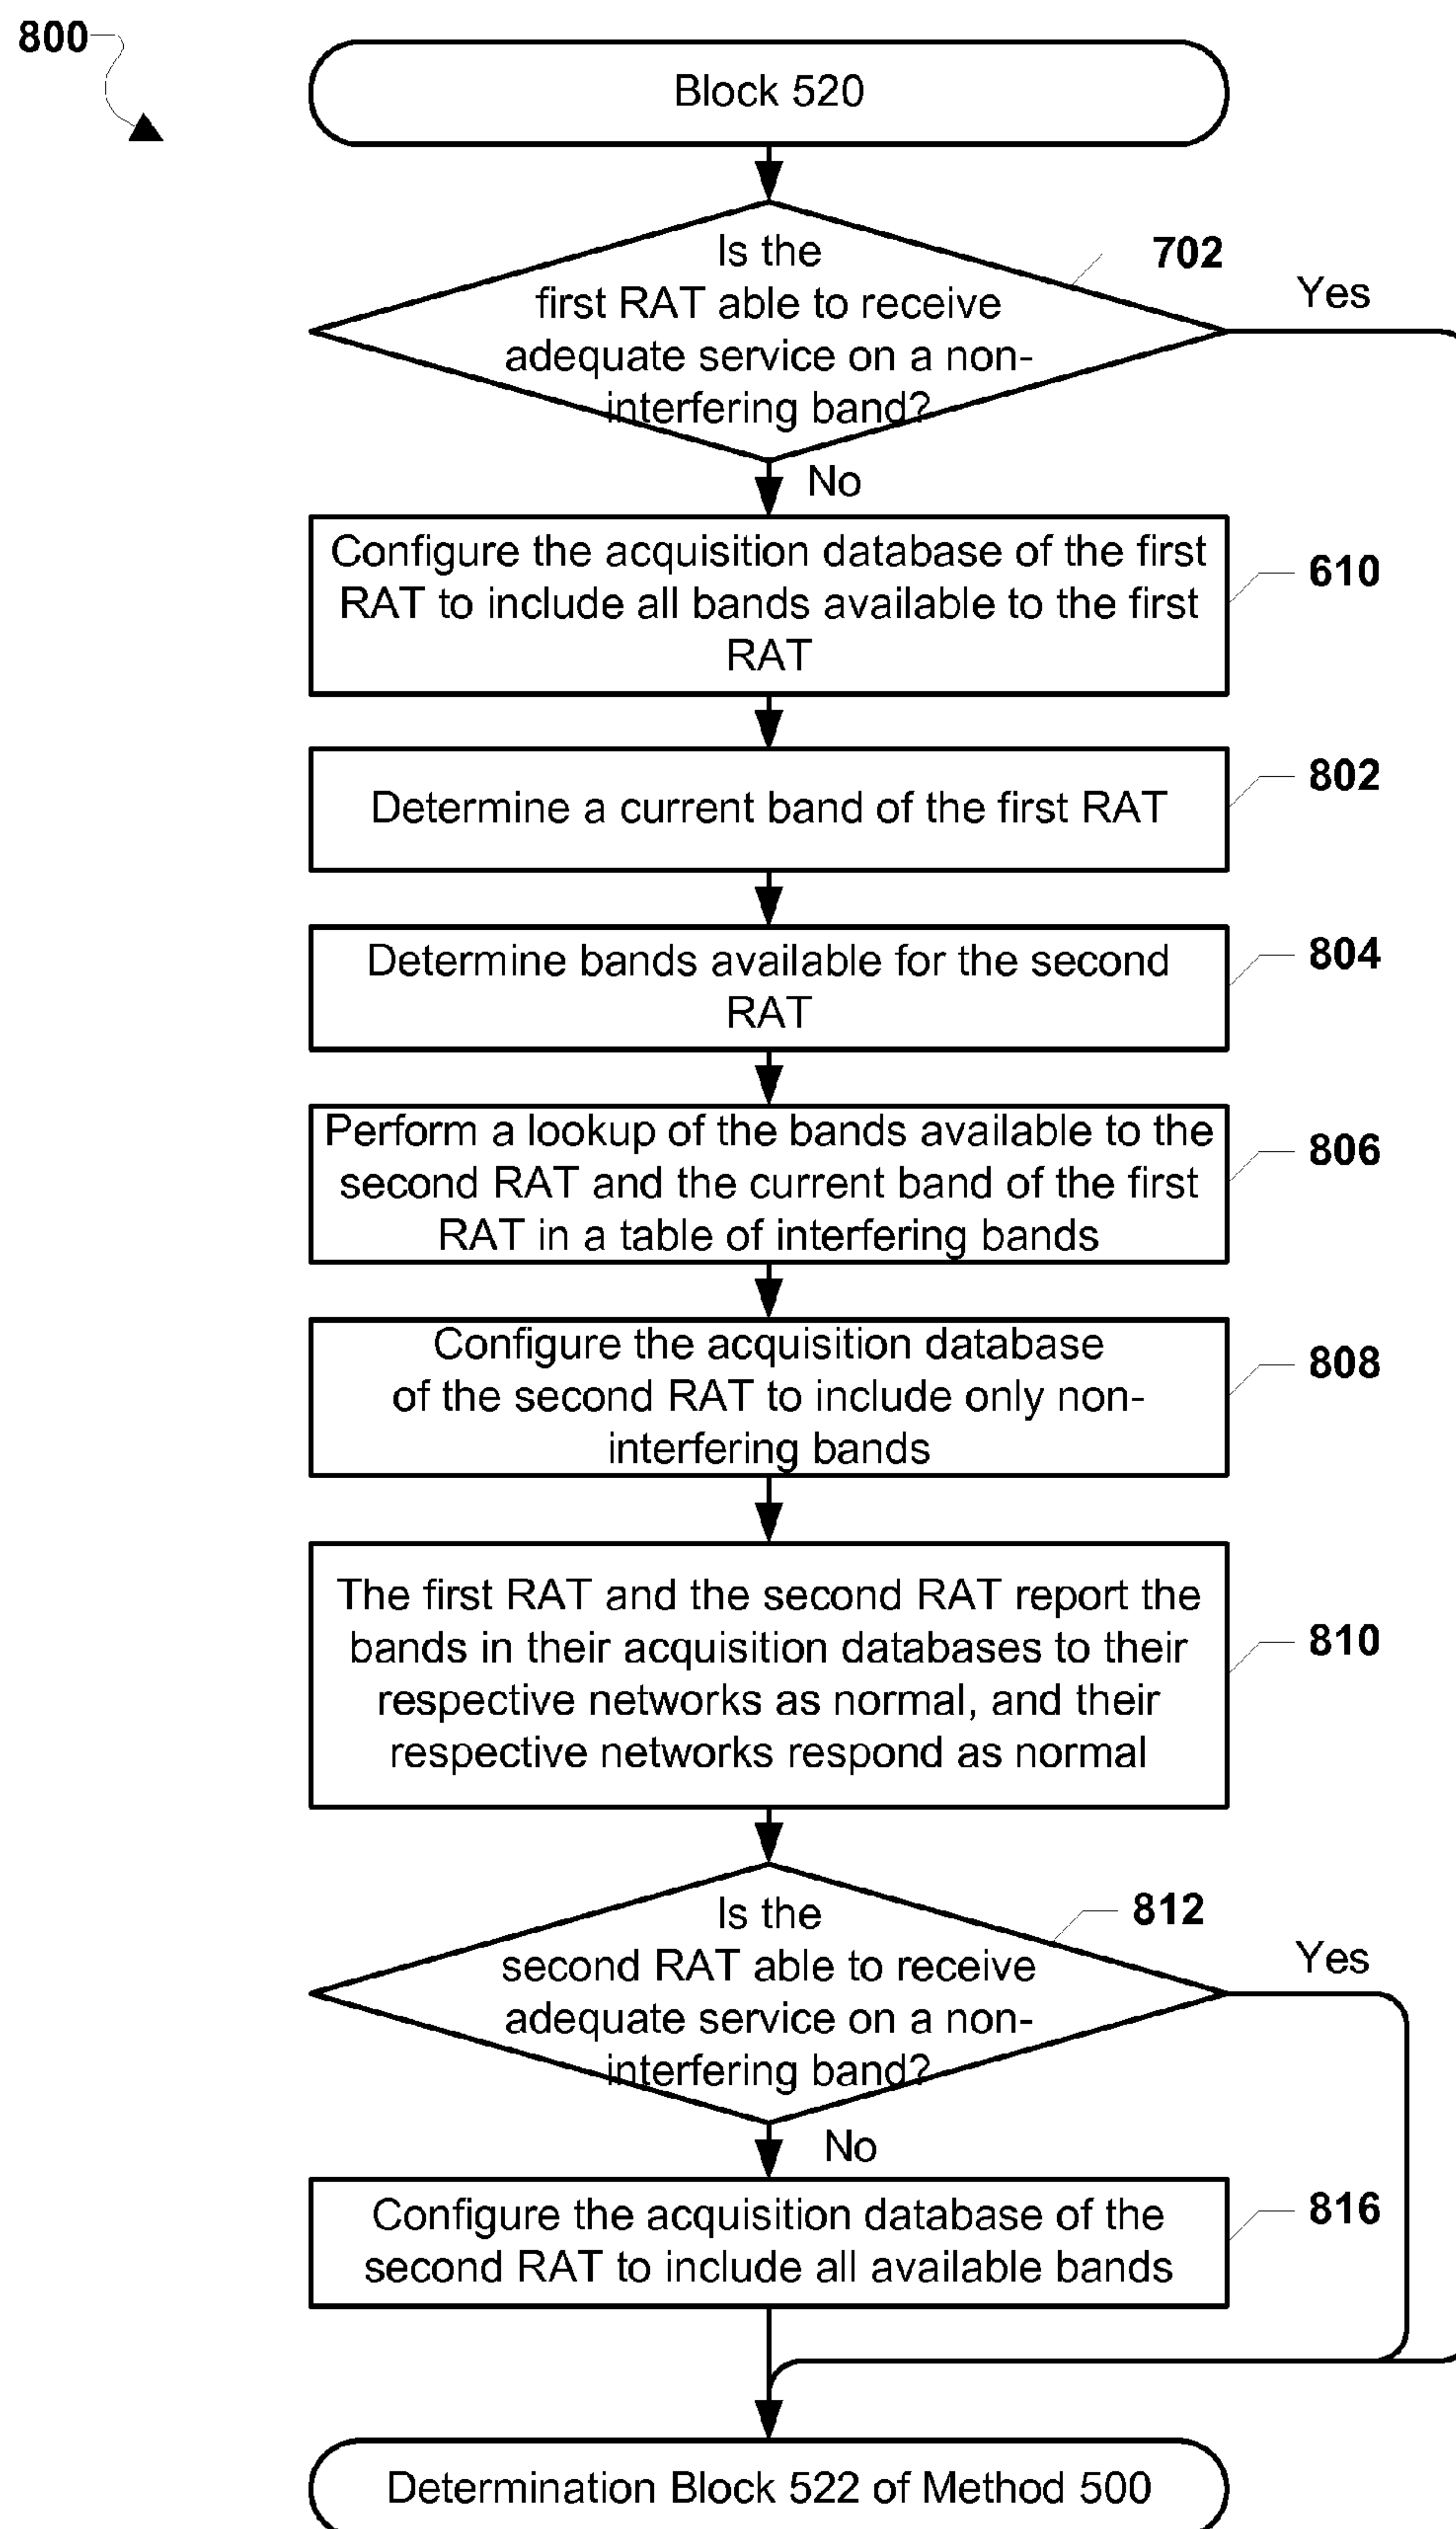 800
Block 520
Is the
first RAT able to receive
adequate service on a non-
interfering band?
702
Yes
No
Configure the acquisition database of the first
RAT to include all bands available to the first
RAT
610
Determine a current band of the first RAT
802
Determine bands available for the second
RAT
804
Perform a lookup of the bands available to the
second RAT and the current band of the first
RAT in a table of interfering bands
806
Configure the acquisition database
of the second RAT to include only non-
interfering bands
808
The first RAT and the second RAT report the
bands in their acquisition databases to their
respective networks as normal, and their
respective networks respond as normal
810
Is the
second RAT able to receive
adequate service on a non-
interfering band?
812
Yes
No
Configure the acquisition database of the
second RAT to include all available bands
816
Determination Block 522 of Method 500